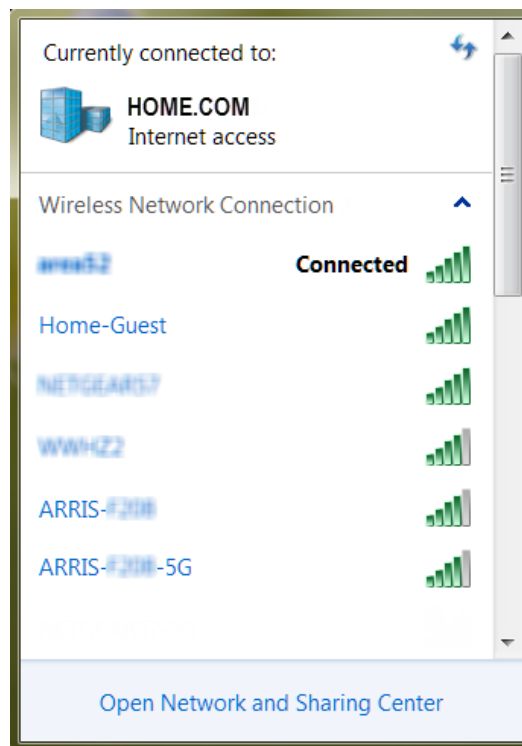 Currently connected to:
HOME.COM
Internet access
Wireless Network Connection
Connected
Home-Guest
ARRIS-
ARRIS- -5G
Open Network and Sharing Center